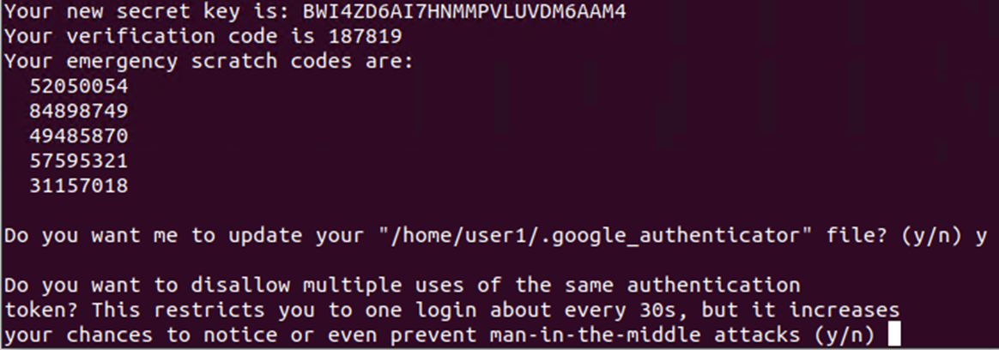 Your new secret key is: BWI4ZD6AI7HNMMPVLUVDM6AAM4
Your verification code is 187819
Your emergency scratch codes are:
52050054
84898749
49485870
57595321
31157018
Do you want me to update your "/home/user1/.google_authenticator" file? (y/n) y
Do you want to disallow multiple uses of the same authentication
token? This restricts you to one login about every 30s, but it increases
your chances to notice or even prevent man-in-the-middle attacks (y/n)